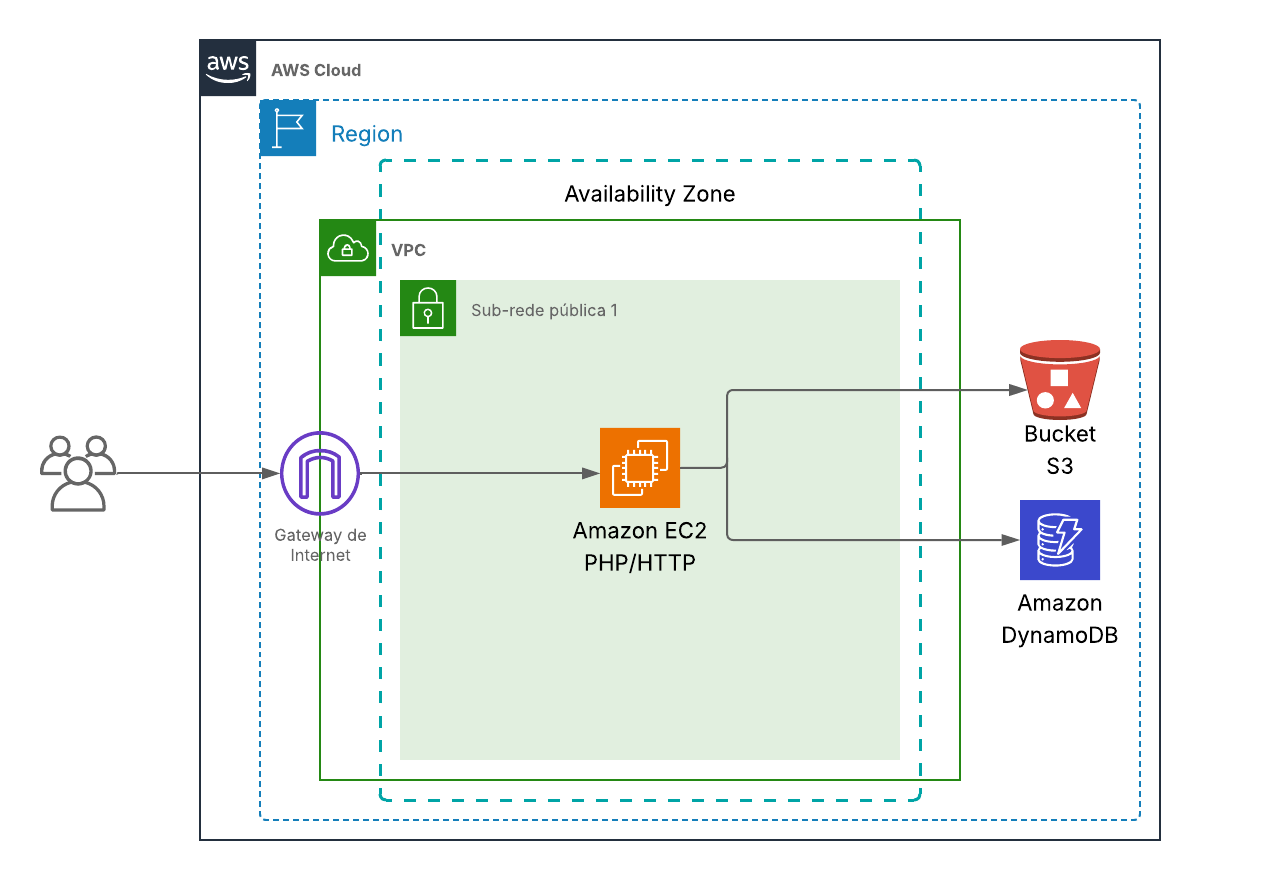 aws
AWS Cloud
Region
Availability Zone
VPC
Sub-rede pública 1
Gateway de
Internet
Amazon EC2
PHP/HTTP
Bucket
S3
Amazon
DynamoDB